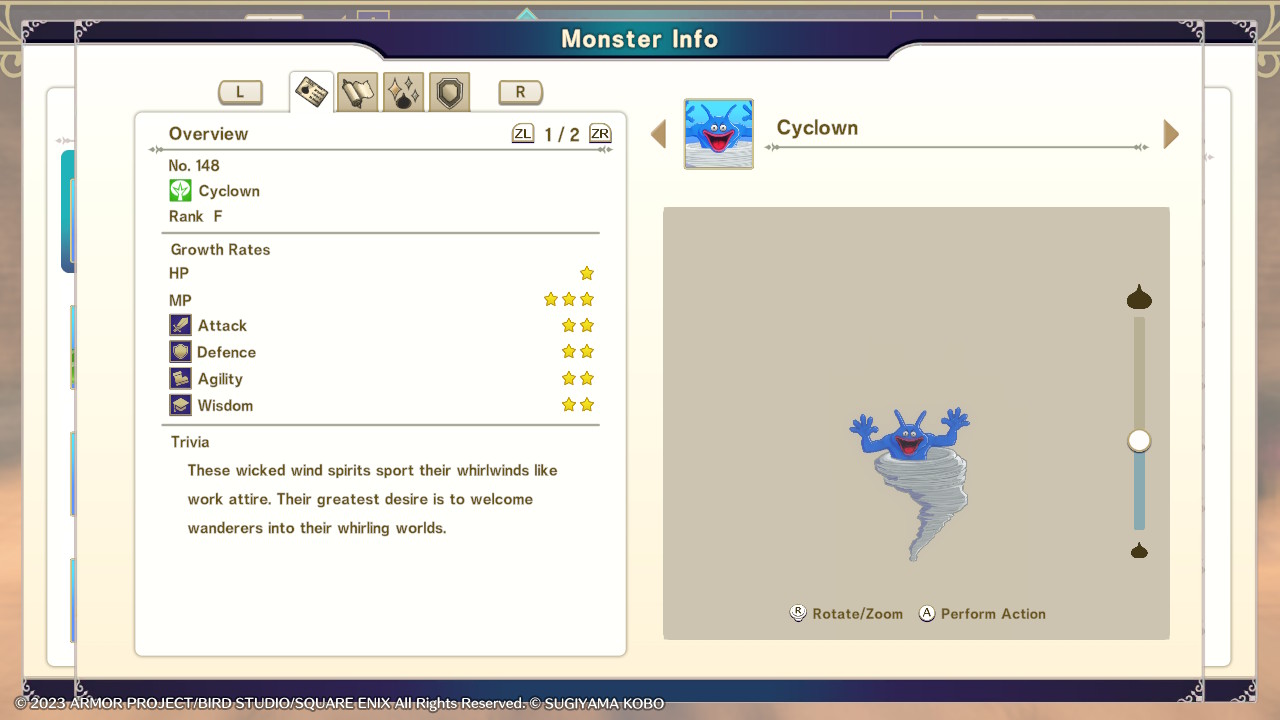 Monster Info
L
R
Overview
ZL 1 / 2 ZR
No. 148
Cyclown
Rank F
Growth Rates
HP
MP
Attack
Defence
Agility
Wisdom
Trivia
These wicked wind spirits sport their whirlwinds like
work attire. Their greatest desire is to welcome
wanderers into their whirling worlds.
Cyclown
R Rotate/Zoom A Perform Action
© 2023 ARMOR PROJECT/BIRD STUDIO/SQUARE ENIX All Rights Reserved. © SUGIYAMA KOBO